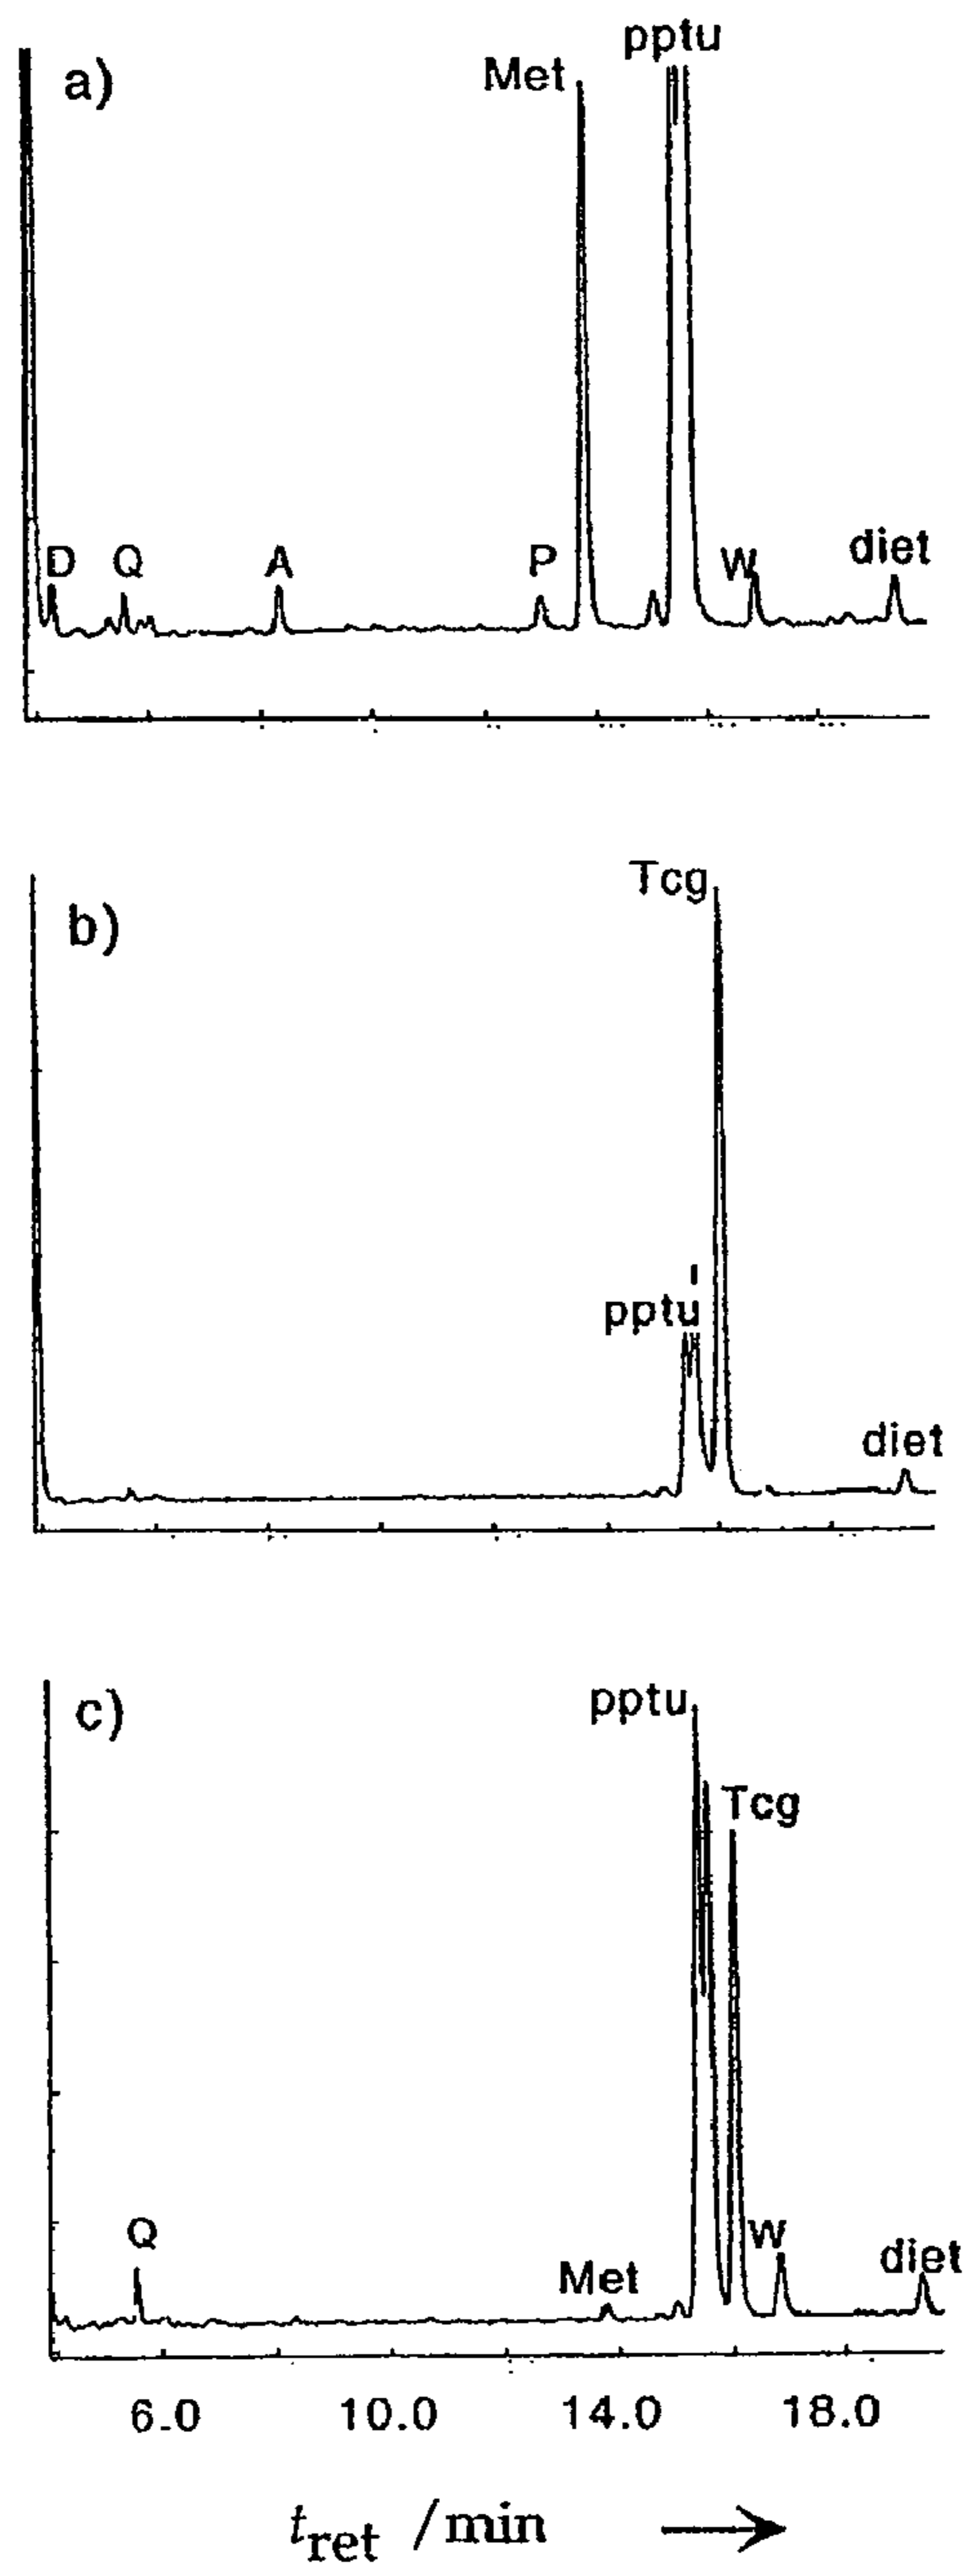 pptu
Met
a)
D Q A P W diet
Tcg
b)
pptu
diet
c)
pptu
Tcg
Q
Met
W
diet
6.0 10.0 14.0 18.0
t_ret /min